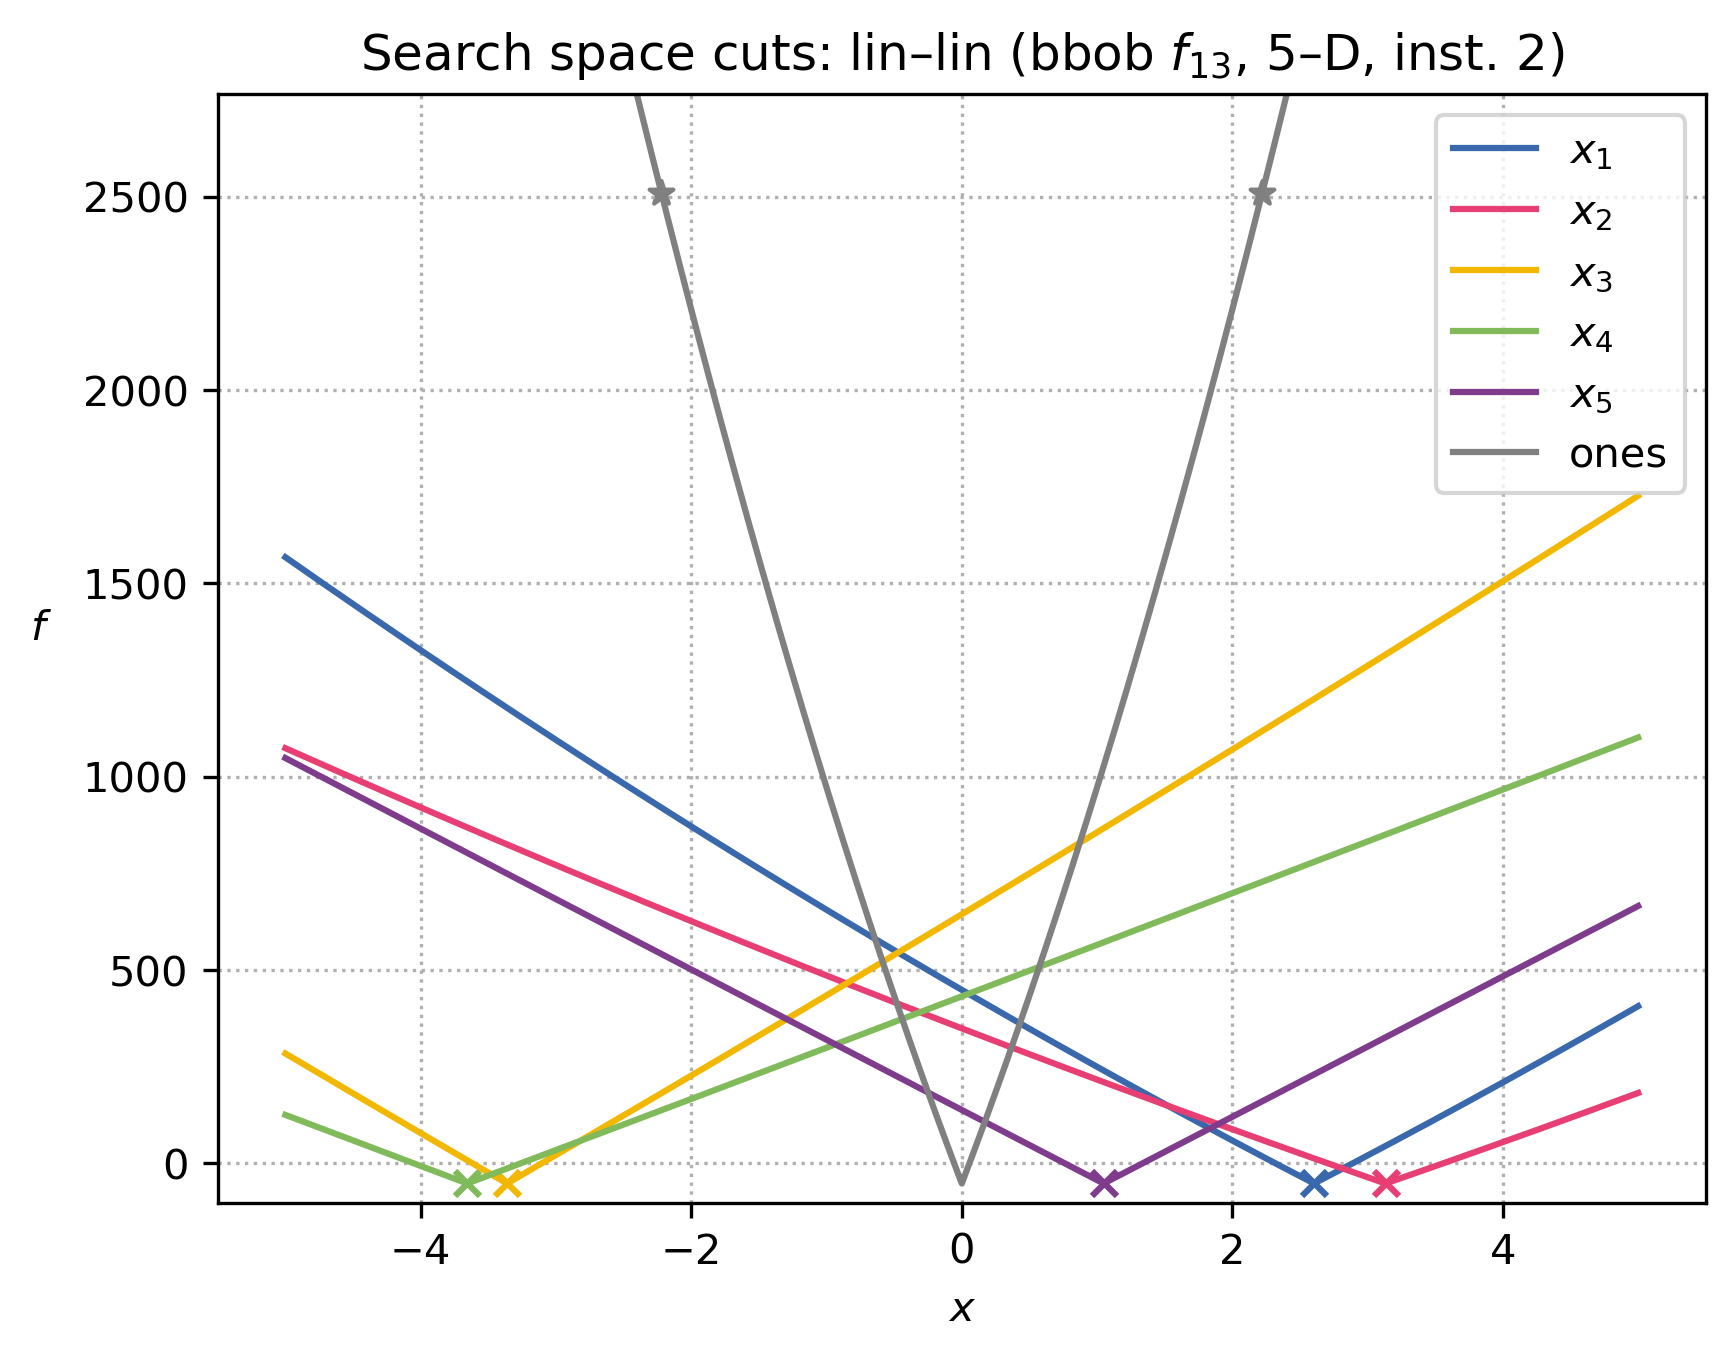 Search space cuts: lin–lin (bbob f₁₃, 5–D, inst. 2)
x₁
x₂
x₃
x₄
x₅
ones
2500
2000
1500
1000
500
0
f
−4 −2 0 2 4
x